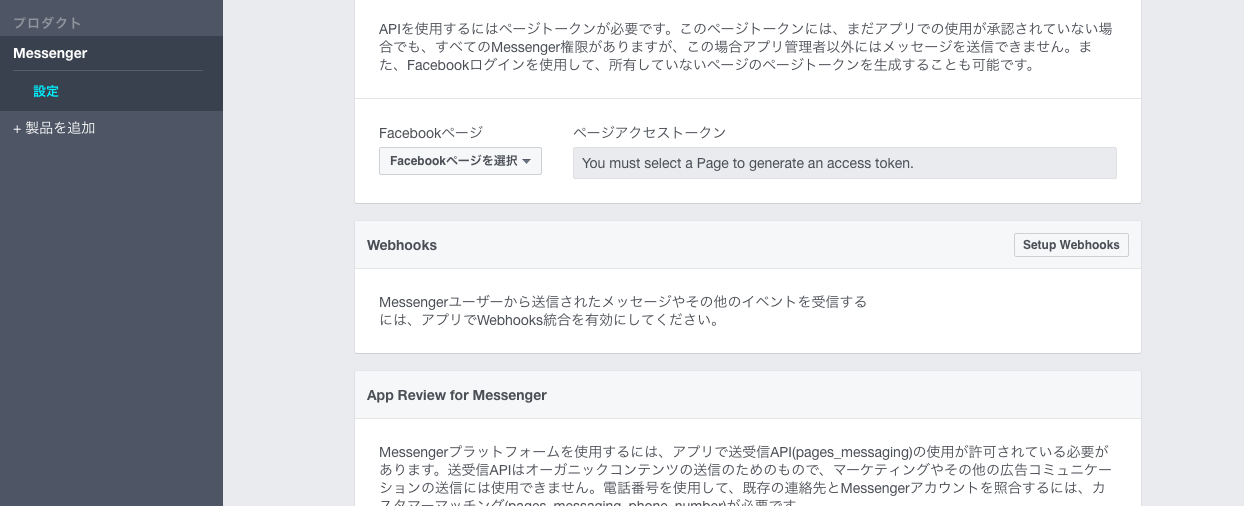 プロダクト
Messenger
設定
+ 製品を追加
APIを使用するにはページトークンが必要です。このページトークンには、まだアプリでの使用が承認されていない場
合でも、すべてのMessenger権限がありますが、この場合アプリ管理者以外にはメッセージを送信できません。ま
た、Facebookログインを使用して、所有していないページのページトークンを生成することも可能です。
Facebookページ
ページアクセストークン
Facebookページを選択
You must select a Page to generate an access token.
Webhooks
Setup Webhooks
Messengerユーザーから送信されたメッセージやその他のイベントを受信する
には、アプリでWebhooks統合を有効にしてください。
App Review for Messenger
Messengerプラットフォームを使用するには、アプリで送受信API(pages_messaging)の使用が許可されている必要が
あります。送受信APIはオーガニックコンテンツの送信のためのもので、マーケティングやその他の広告コミュニケー
ションの送信には使用できません。電話番号を使用して、既存の連絡先とMessengerアカウントを照合するには、カ
スタマーマッチング(pages_messaging_phone_number)が必要です。